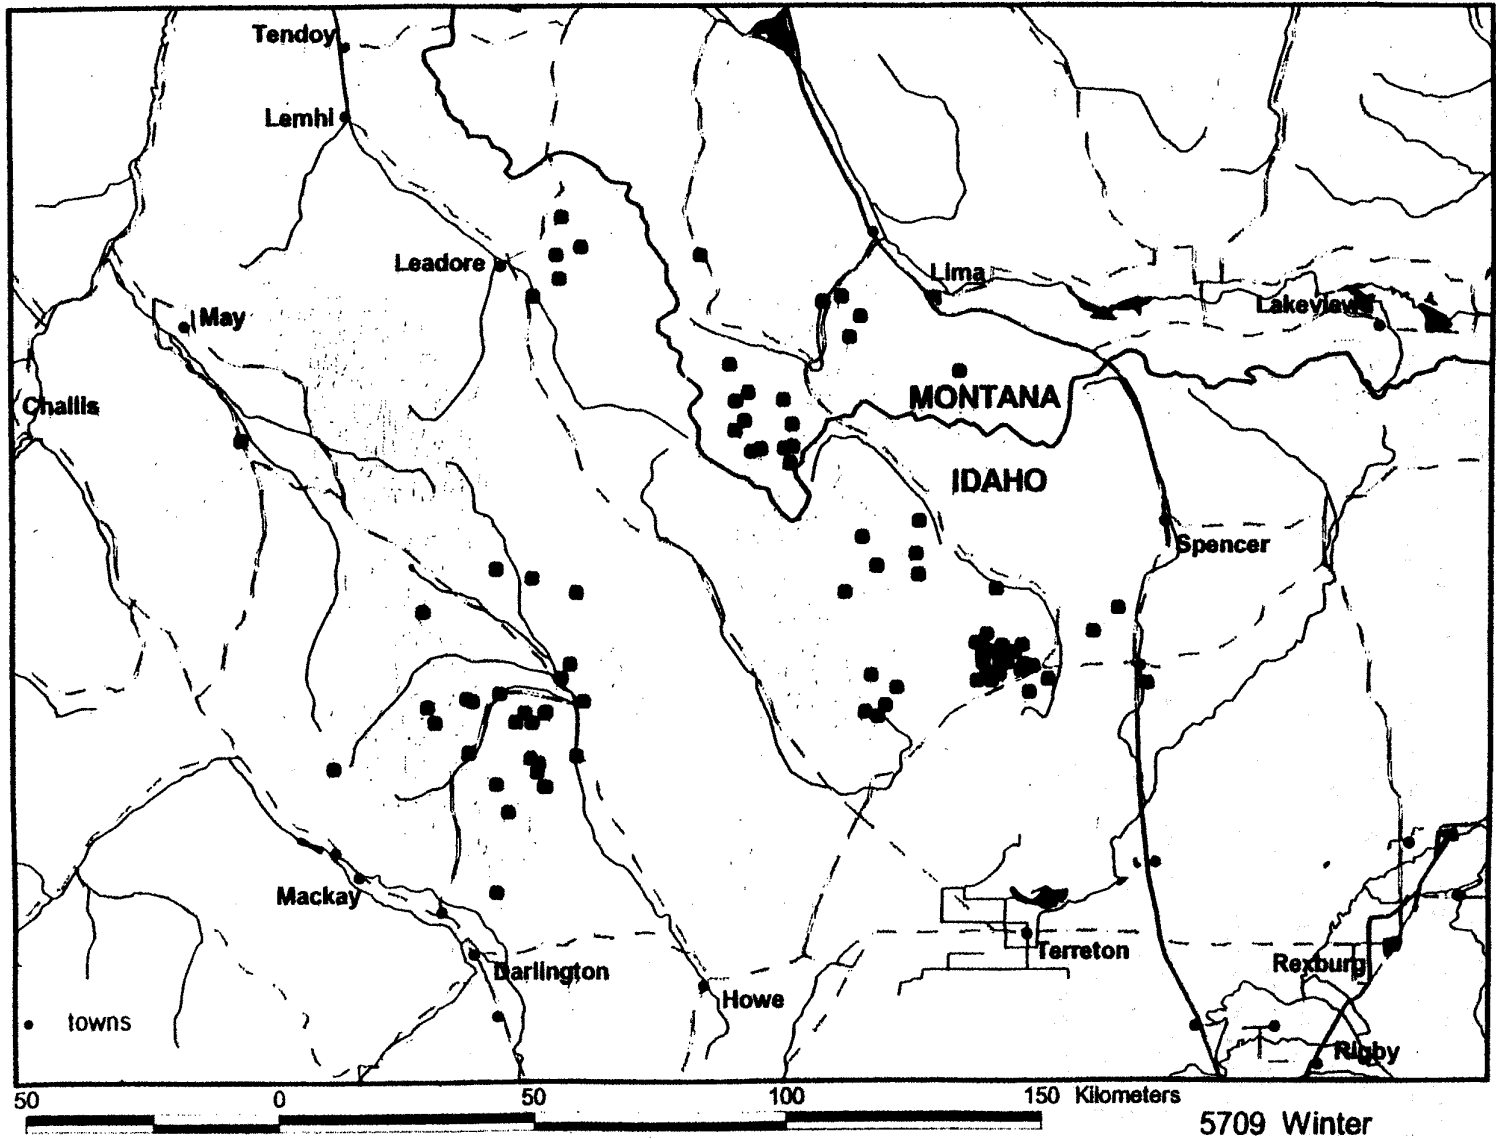 Tendoy
Lemhi
Leadore
Lima
Lakeview
May
Challis
MONTANA
IDAHO
Spencer
Mackay
Terreton
Darlington
Rexburg
Howe
towns
Rigby
50 0 50 100 150 Kilometers
5709 Winter